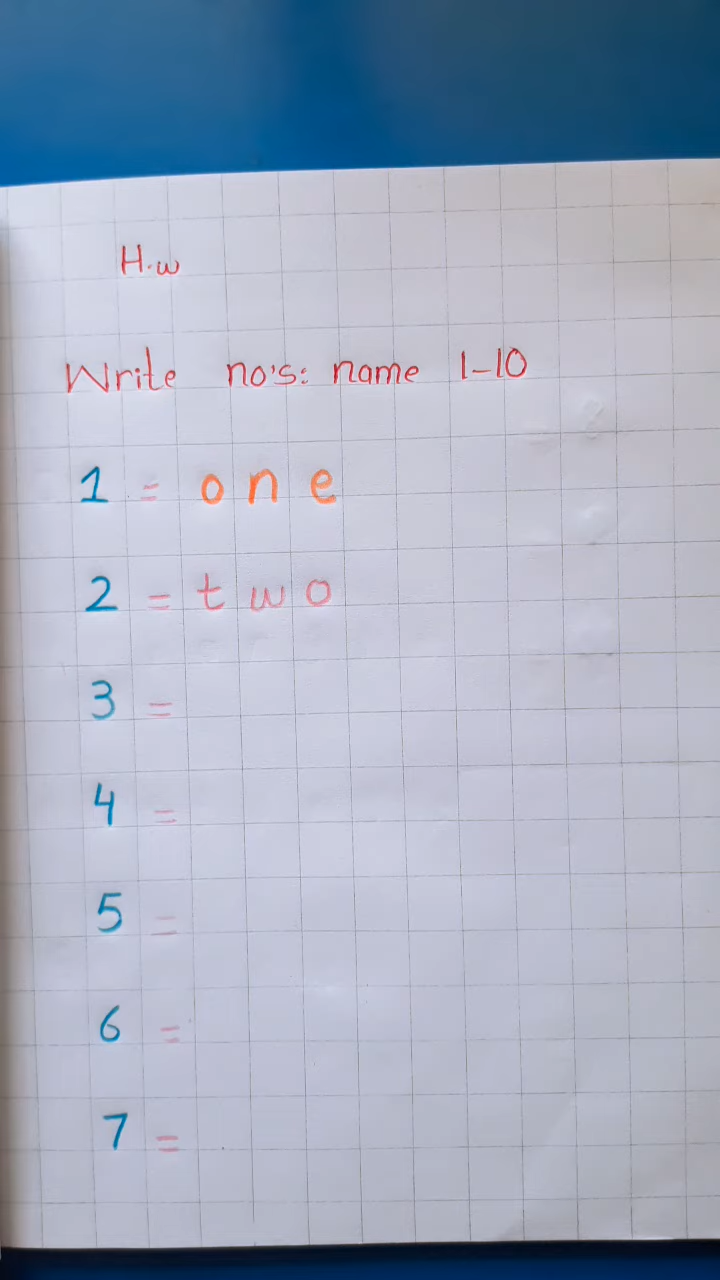 H.w
Write no's: name 1-10
1 = one
2 = two
3 =
4 =
5 =
6 =
7 =